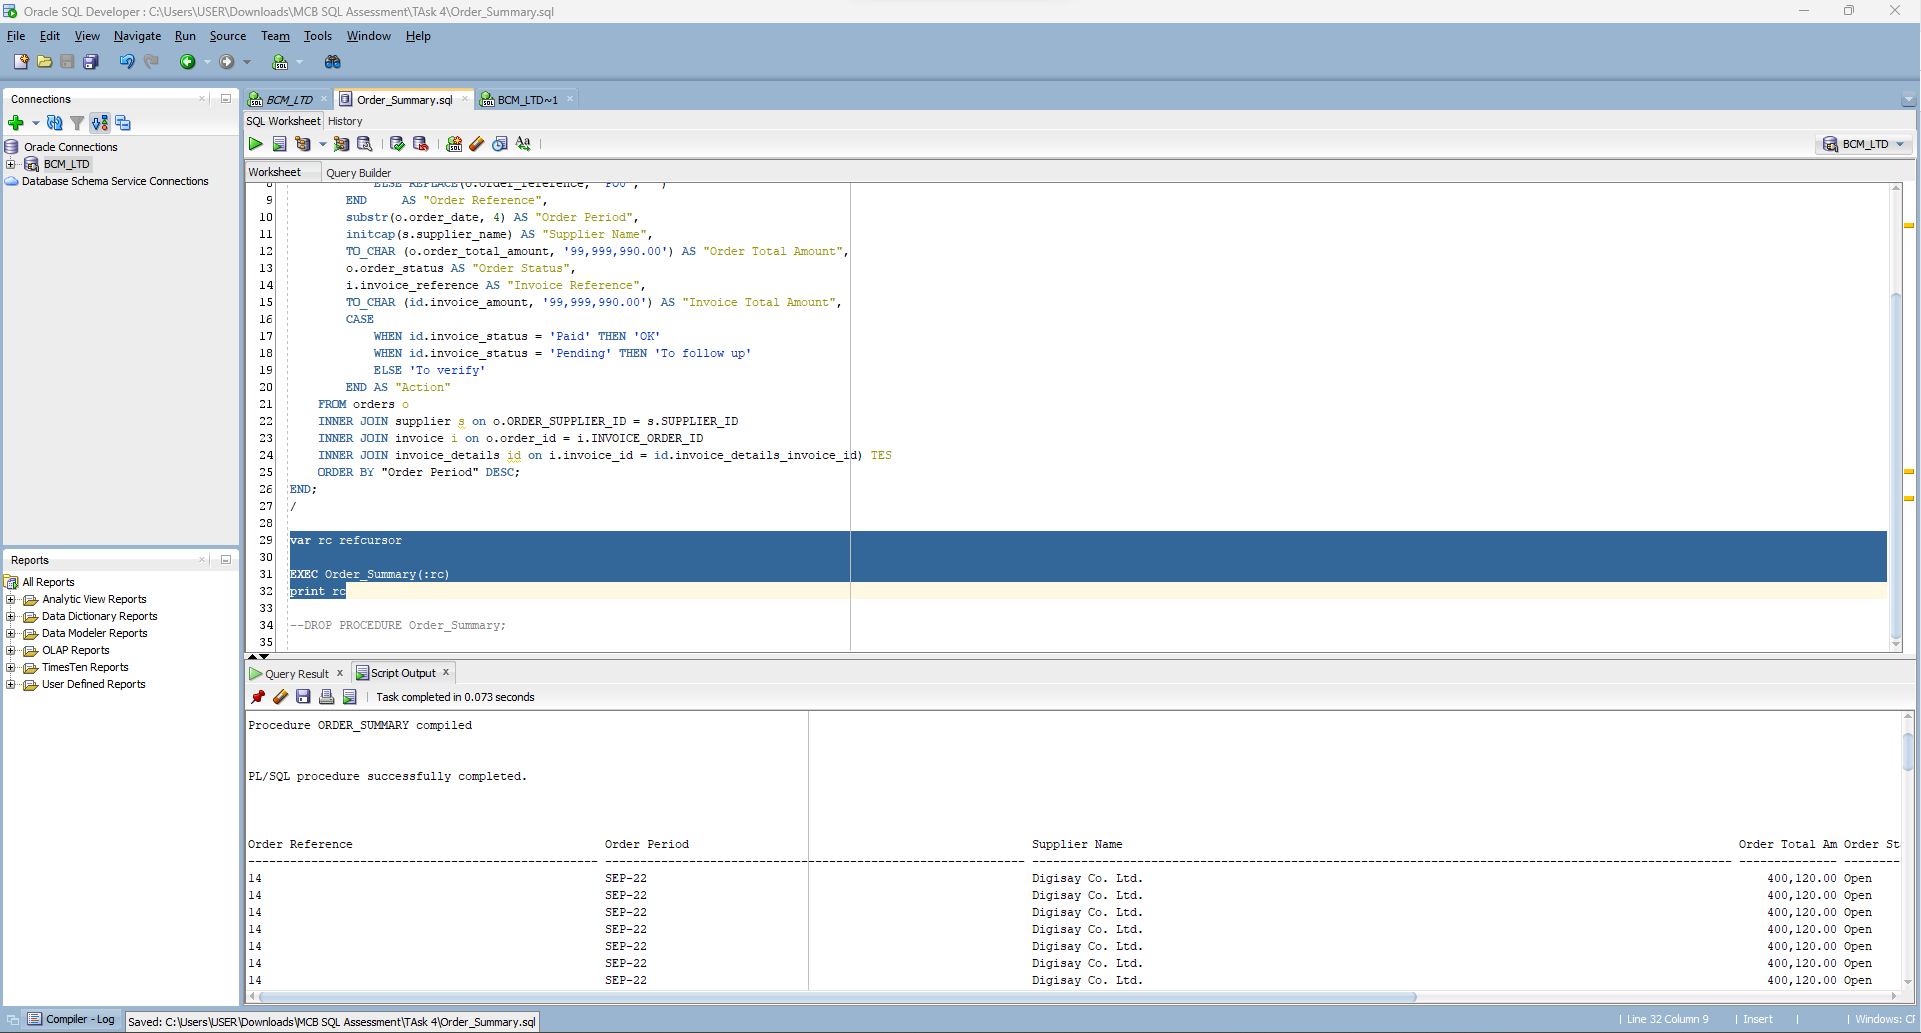 Oracle SQL Developer : C:\Users\USER\Downloads\MCB SQL Assessment\TAsk 4\Order_Summary.sql
File Edit View Navigate Run Source Team Tools Window Help
Connections
Oracle Connections
BCM_LTD
Database Schema Service Connections
Reports
All Reports
Analytic View Reports
Data Dictionary Reports
Data Modeler Reports
OLAP Reports
TimesTen Reports
User Defined Reports
BCM_LTD Order_Summary.sql BCM_LTD~1
SQL Worksheet History
BCM_LTD
Worksheet Query Builder
8 ELSE REPLACE(o.order_reference, 'PO0', '')
9 END AS "Order Reference",
10 substr(o.order_date, 4) AS "Order Period",
11 initcap(s.supplier_name) AS "Supplier Name",
12 TO_CHAR (o.order_total_amount, '99,999,990.00') AS "Order Total Amount",
13 o.order_status AS "Order Status",
14 i.invoice_reference AS "Invoice Reference",
15 TO_CHAR (id.invoice_amount, '99,999,990.00') AS "Invoice Total Amount",
16 CASE
17 WHEN id.invoice_status = 'Paid' THEN 'OK'
18 WHEN id.invoice_status = 'Pending' THEN 'To follow up'
19 ELSE 'To verify'
20 END AS "Action"
21 FROM orders o
22 INNER JOIN supplier s on o.ORDER_SUPPLIER_ID = s.SUPPLIER_ID
23 INNER JOIN invoice i on o.order_id = i.INVOICE_ORDER_ID
24 INNER JOIN invoice_details id on i.invoice_id = id.invoice_details_invoice_id) TES
25 ORDER BY "Order Period" DESC;
26 END;
27 /
28
29 var rc refcursor
30
31 EXEC Order_Summary(:rc)
32 print rc
33
34 --DROP PROCEDURE Order_Summary;
35
Query Result Script Output
Task completed in 0.073 seconds
Procedure ORDER_SUMMARY compiled
PL/SQL procedure successfully completed.
Order Reference Order Period Supplier Name Order Total Am Order St
14 SEP-22 Digisay Co. Ltd. 400,120.00 Open
14 SEP-22 Digisay Co. Ltd. 400,120.00 Open
14 SEP-22 Digisay Co. Ltd. 400,120.00 Open
14 SEP-22 Digisay Co. Ltd. 400,120.00 Open
14 SEP-22 Digisay Co. Ltd. 400,120.00 Open
14 SEP-22 Digisay Co. Ltd. 400,120.00 Open
14 SEP-22 Digisay Co. Ltd. 400,120.00 Open
Compiler - Log Saved: C:\Users\USER\Downloads\MCB SQL Assessment\TAsk 4\Order_Summary.sql
Line 32 Column 9 Insert Windows: CF